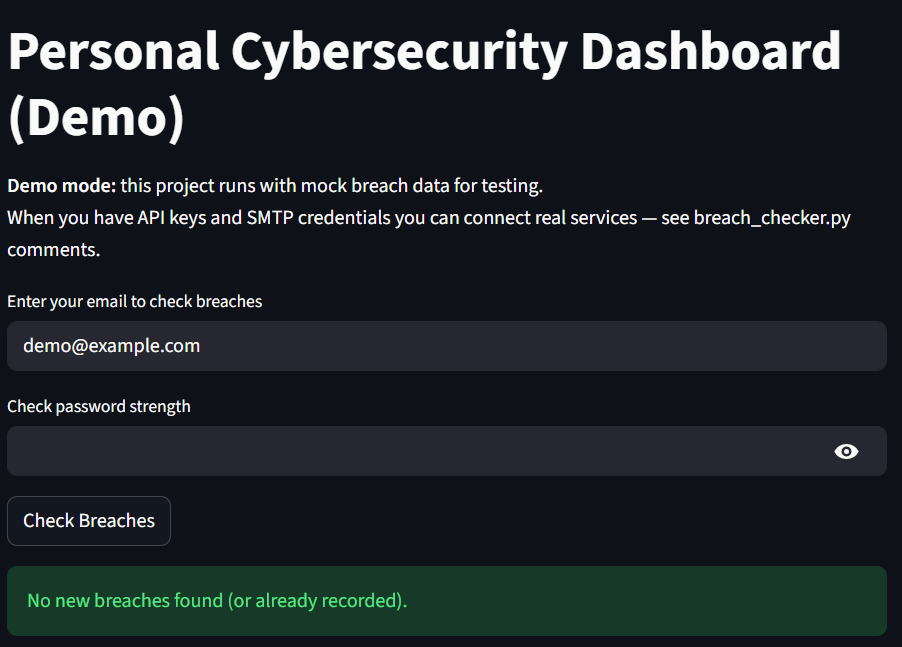 Personal Cybersecurity Dashboard
(Demo)
Demo mode: this project runs with mock breach data for testing.
When you have API keys and SMTP credentials you can connect real services — see breach_checker.py
comments.
Enter your email to check breaches
demo@example.com
Check password strength
Check Breaches
No new breaches found (or already recorded).